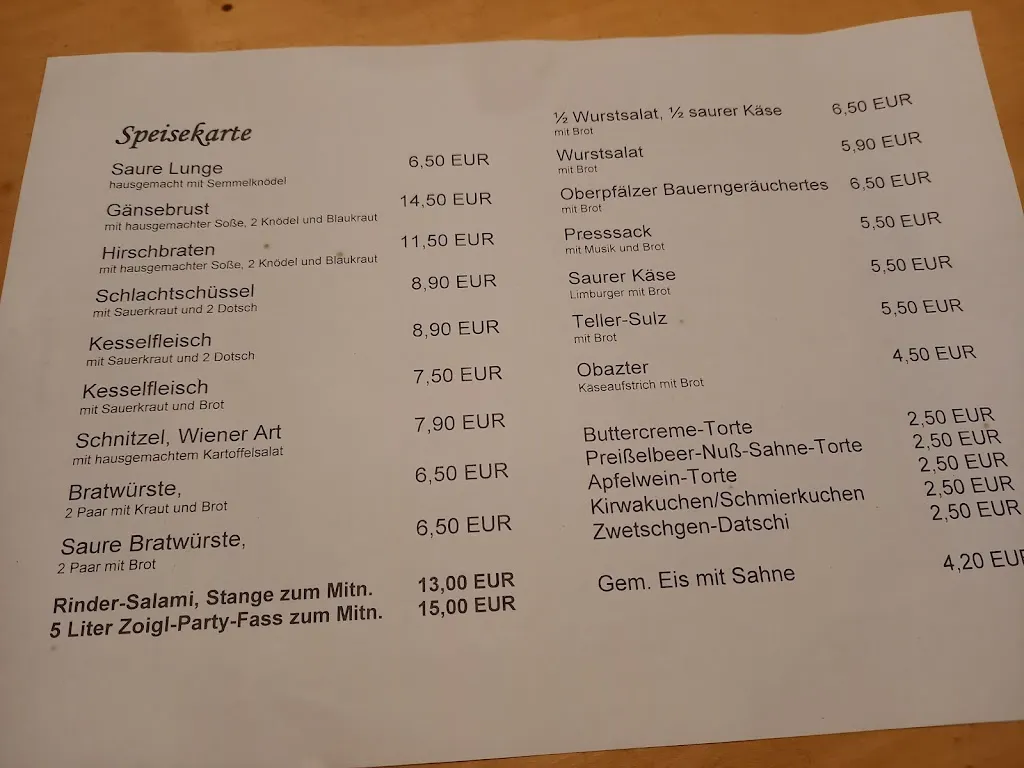 Speisekarte
Saure Lunge 6,50 EUR
hausgemacht mit Semmelknödel
Gänsebrust 14,50 EUR
mit hausgemachter Soße, 2 Knödel und Blaukraut
Hirschbraten 11,50 EUR
mit hausgemachter Soße, 2 Knödel und Blaukraut
Schlachtschüssel 8,90 EUR
mit Sauerkraut und 2 Dotsch
Kesselfleisch 8,90 EUR
mit Sauerkraut und 2 Dotsch
Kesselfleisch 7,50 EUR
mit Sauerkraut und Brot
Schnitzel, Wiener Art 7,90 EUR
mit hausgemachtem Kartoffelsalat
Bratwürste, 6,50 EUR
2 Paar mit Kraut und Brot
Saure Bratwürste, 6,50 EUR
2 Paar mit Brot
Rinder-Salami, Stange zum Mitn. 13,00 EUR
5 Liter Zoigl-Party-Fass zum Mitn. 15,00 EUR
½ Wurstsalat, ½ saurer Käse 6,50 EUR
mit Brot
Wurstsalat 5,90 EUR
mit Brot
Oberpfälzer Bauerngeräuchertes 6,50 EUR
mit Brot
Presssack 5,50 EUR
mit Musik und Brot
Saurer Käse 5,50 EUR
Limburger mit Brot
Teller-Sulz 5,50 EUR
mit Brot
Obazter 4,50 EUR
Käseaufstrich mit Brot
Buttercreme-Torte 2,50 EUR
Preißelbeer-Nuß-Sahne-Torte 2,50 EUR
Apfelwein-Torte 2,50 EUR
Kirwakuchen/Schmierkuchen 2,50 EUR
Zwetschgen-Datschi 2,50 EUR
Gem. Eis mit Sahne 4,20 EUR